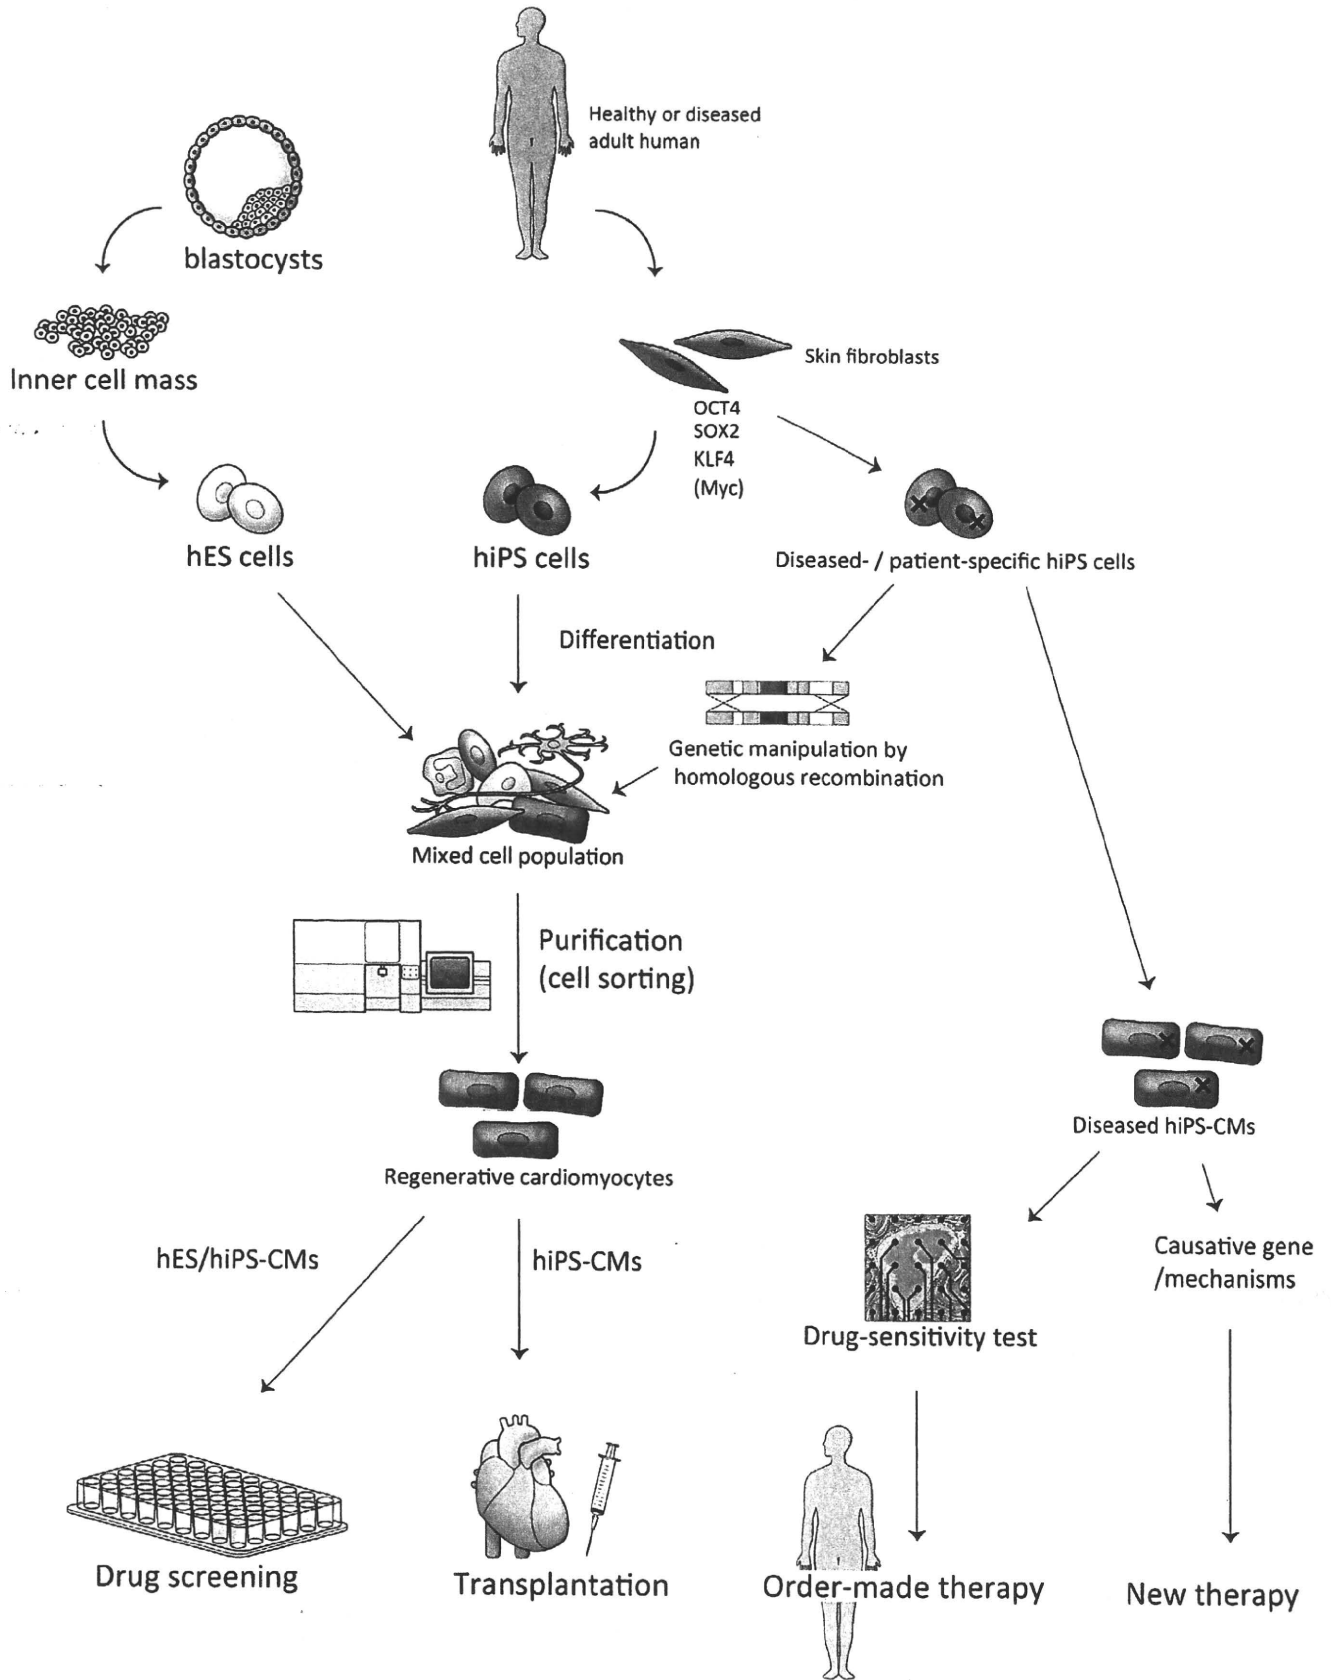 Healthy or diseased
adult human
blastocysts
Inner cell mass
Skin fibroblasts
OCT4
SOX2
KLF4
(Myc)
hES cells
hiPS cells
Diseased- / patient-specific hiPS cells
Differentiation
Genetic manipulation by
homologous recombination
Mixed cell population
Purification
(cell sorting)
Regenerative cardiomyocytes
Diseased hiPS-CMs
hES/hiPS-CMs
hiPS-CMs
Causative gene
/mechanisms
Drug-sensitivity test
Drug screening
Transplantation
Order-made therapy
New therapy